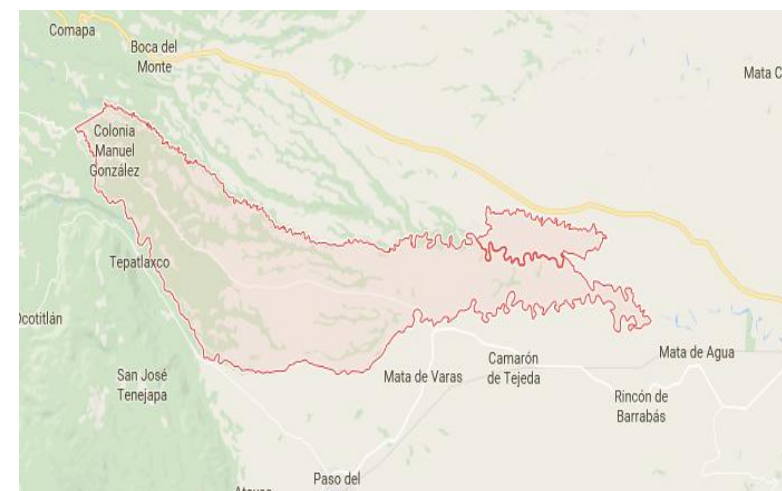 Comapa
Boca del
Monte
Mata C
Colonia
Manuel
González
Tepatlaxco
Ocotitlán
San José
Tenejapa
Mata de Varas
Camarón
de Tejeda
Mata de Agua
Rincón de
Barrabás
Paso del